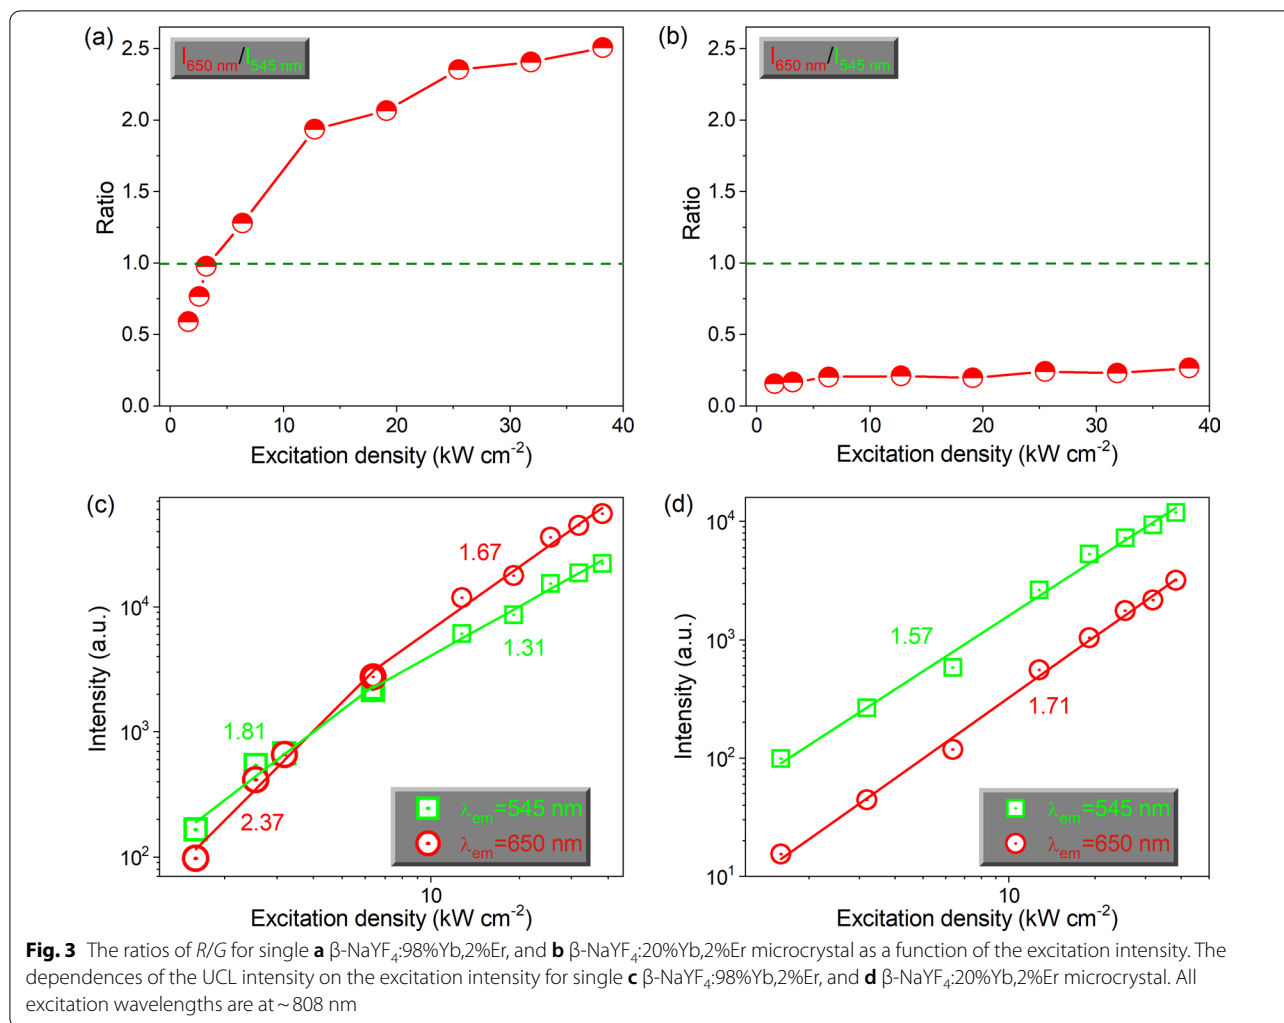 (a)
I650 nm/I545 nm
2.5
2.0
1.5
1.0
0.5
0.0
Ratio
0 10 20 30 40
Excitation density (kW cm-2)
(b)
I650 nm/I545 nm
2.5
2.0
1.5
1.0
0.5
0.0
Ratio
0 10 20 30 40
Excitation density (kW cm-2)
(c)
1.67
1.31
1.81
2.37
104
103
102
Intensity (a.u.)
λem=545 nm
λem=650 nm
10
Excitation density (kW cm-2)
(d)
1.57
1.71
104
103
102
101
Intensity (a.u.)
λem=545 nm
λem=650 nm
10
Excitation density (kW cm-2)
Fig. 3 The ratios of R/G for single a β-NaYF4:98%Yb,2%Er, and b β-NaYF4:20%Yb,2%Er microcrystal as a function of the excitation intensity. The
dependences of the UCL intensity on the excitation intensity for single c β-NaYF4:98%Yb,2%Er, and d β-NaYF4:20%Yb,2%Er microcrystal. All
excitation wavelengths are at ~ 808 nm